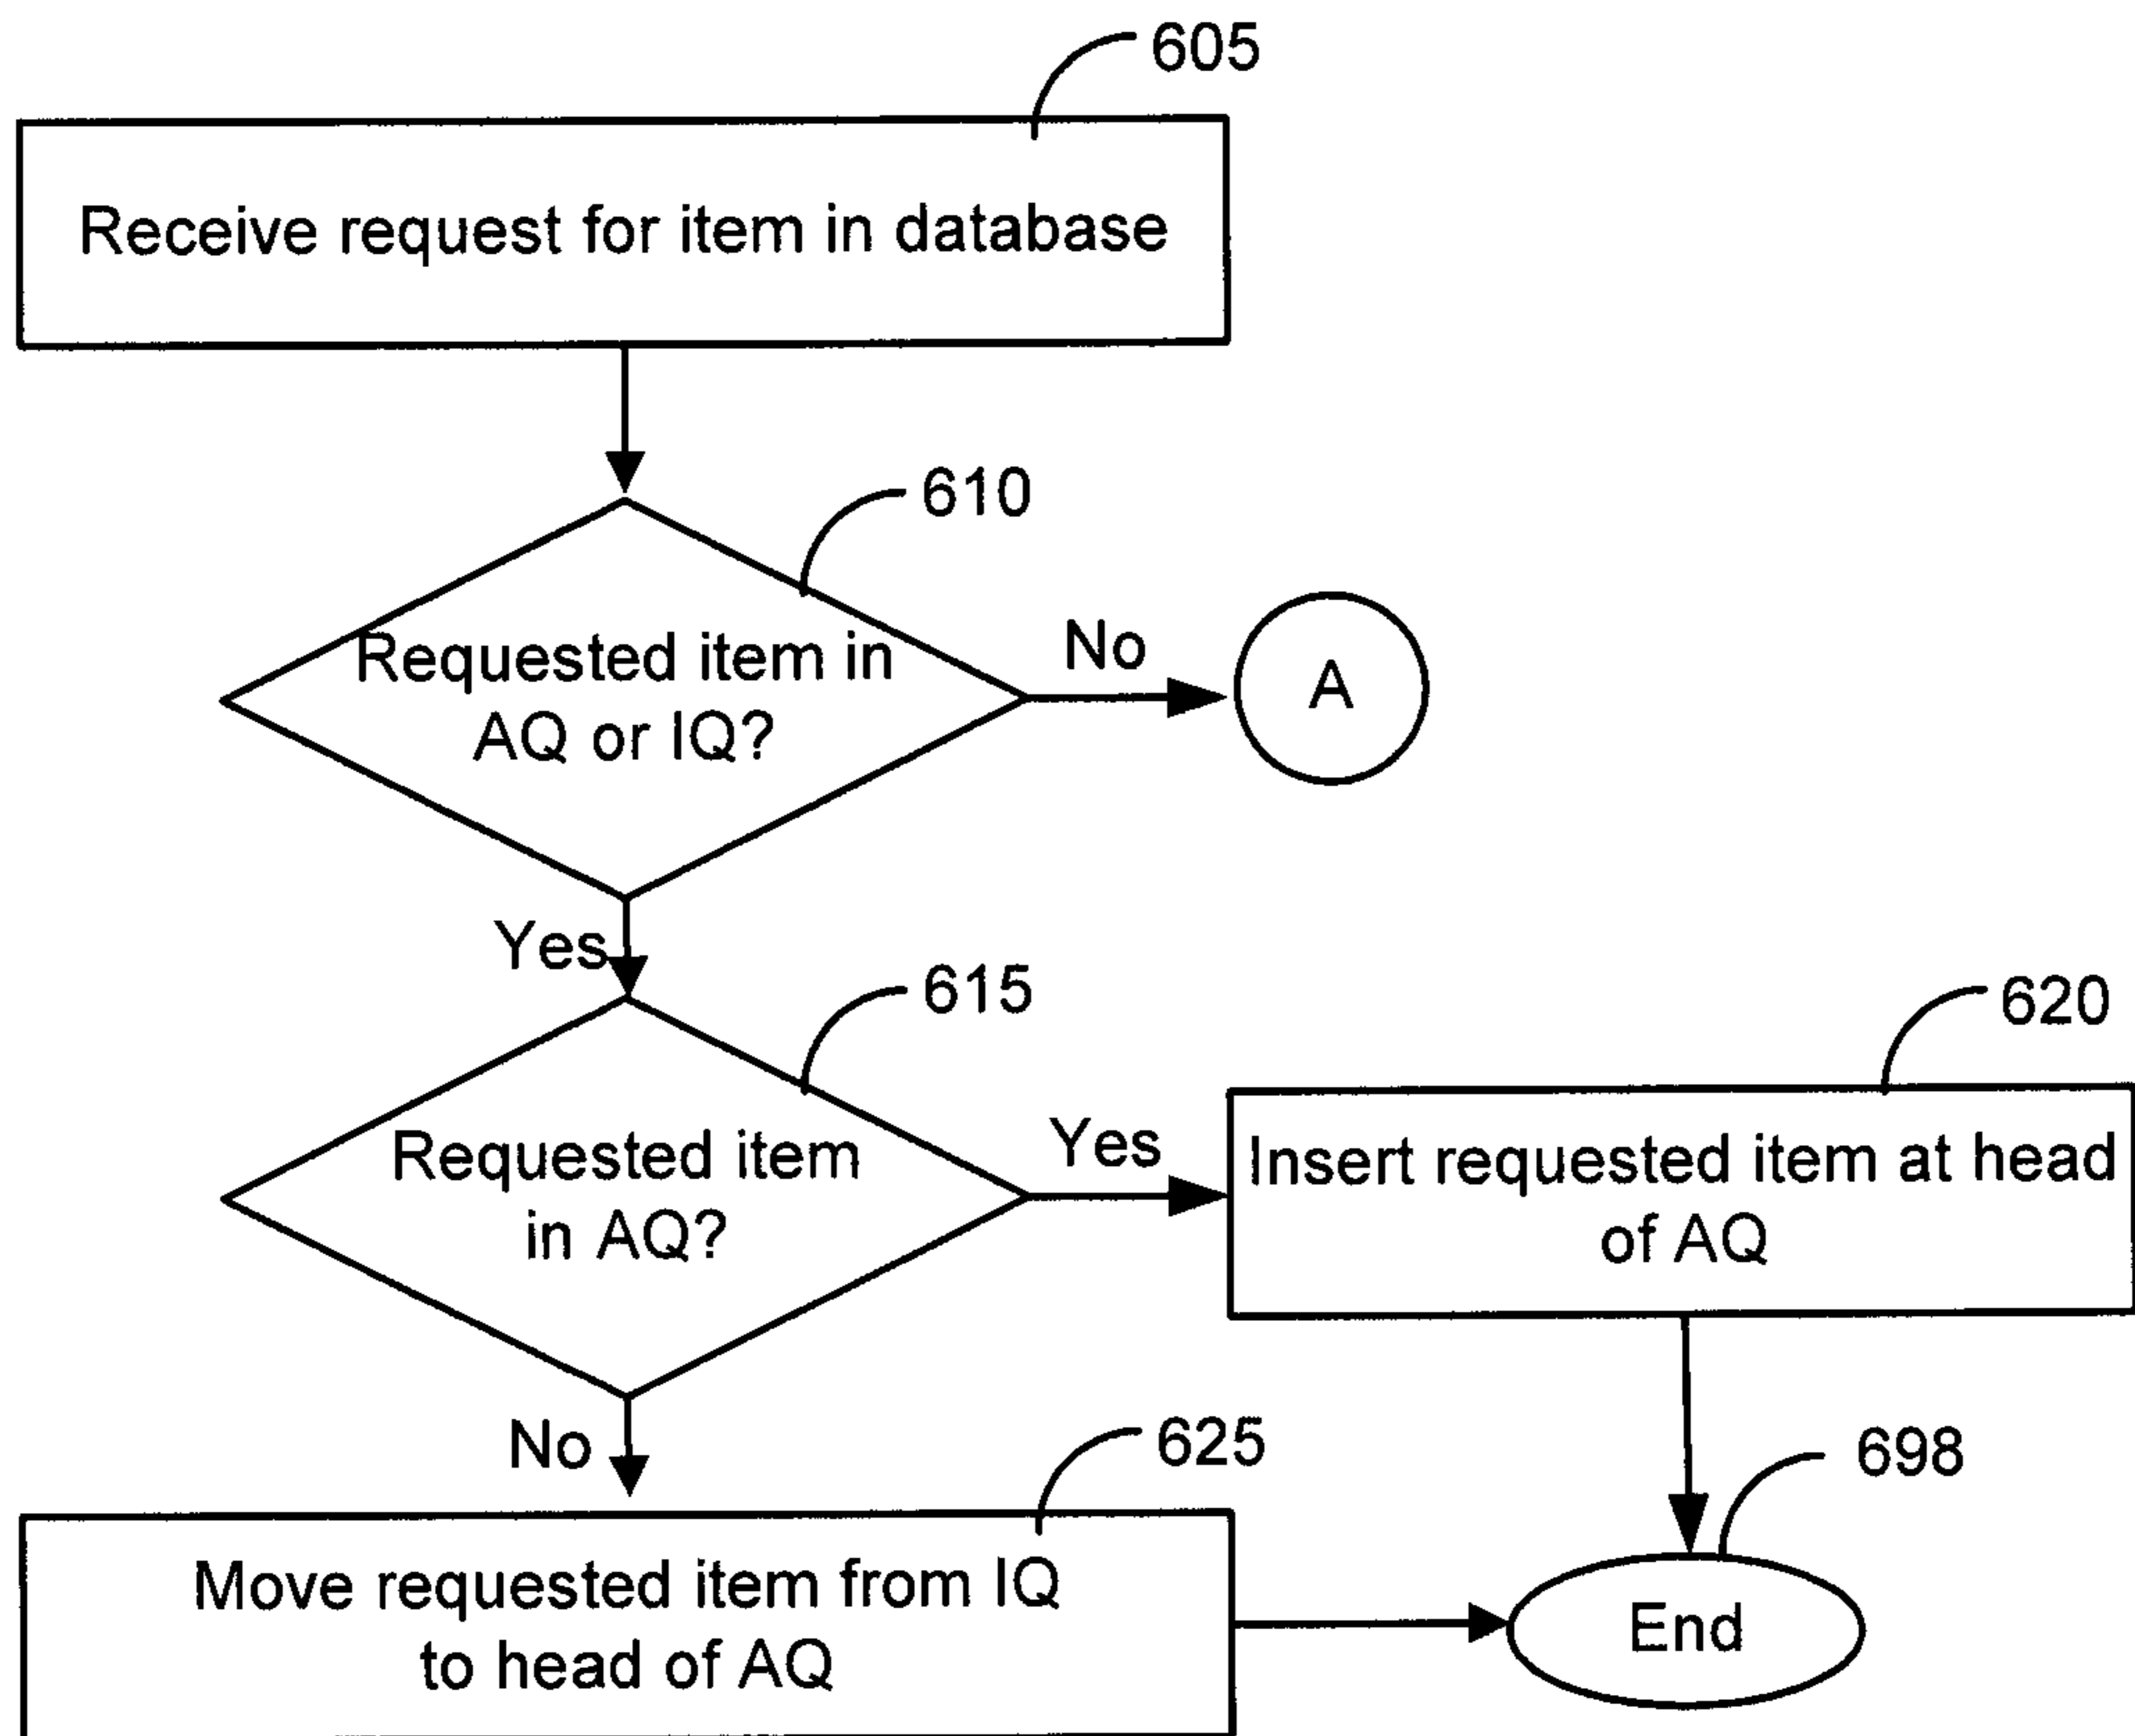 605
Receive request for item in database
610
Requested item in
AQ or IQ?
No
A
Yes
615
620
Requested item
in AQ?
Yes
Insert requested item at head
of AQ
No
625
698
Move requested item from IQ
to head of AQ
End